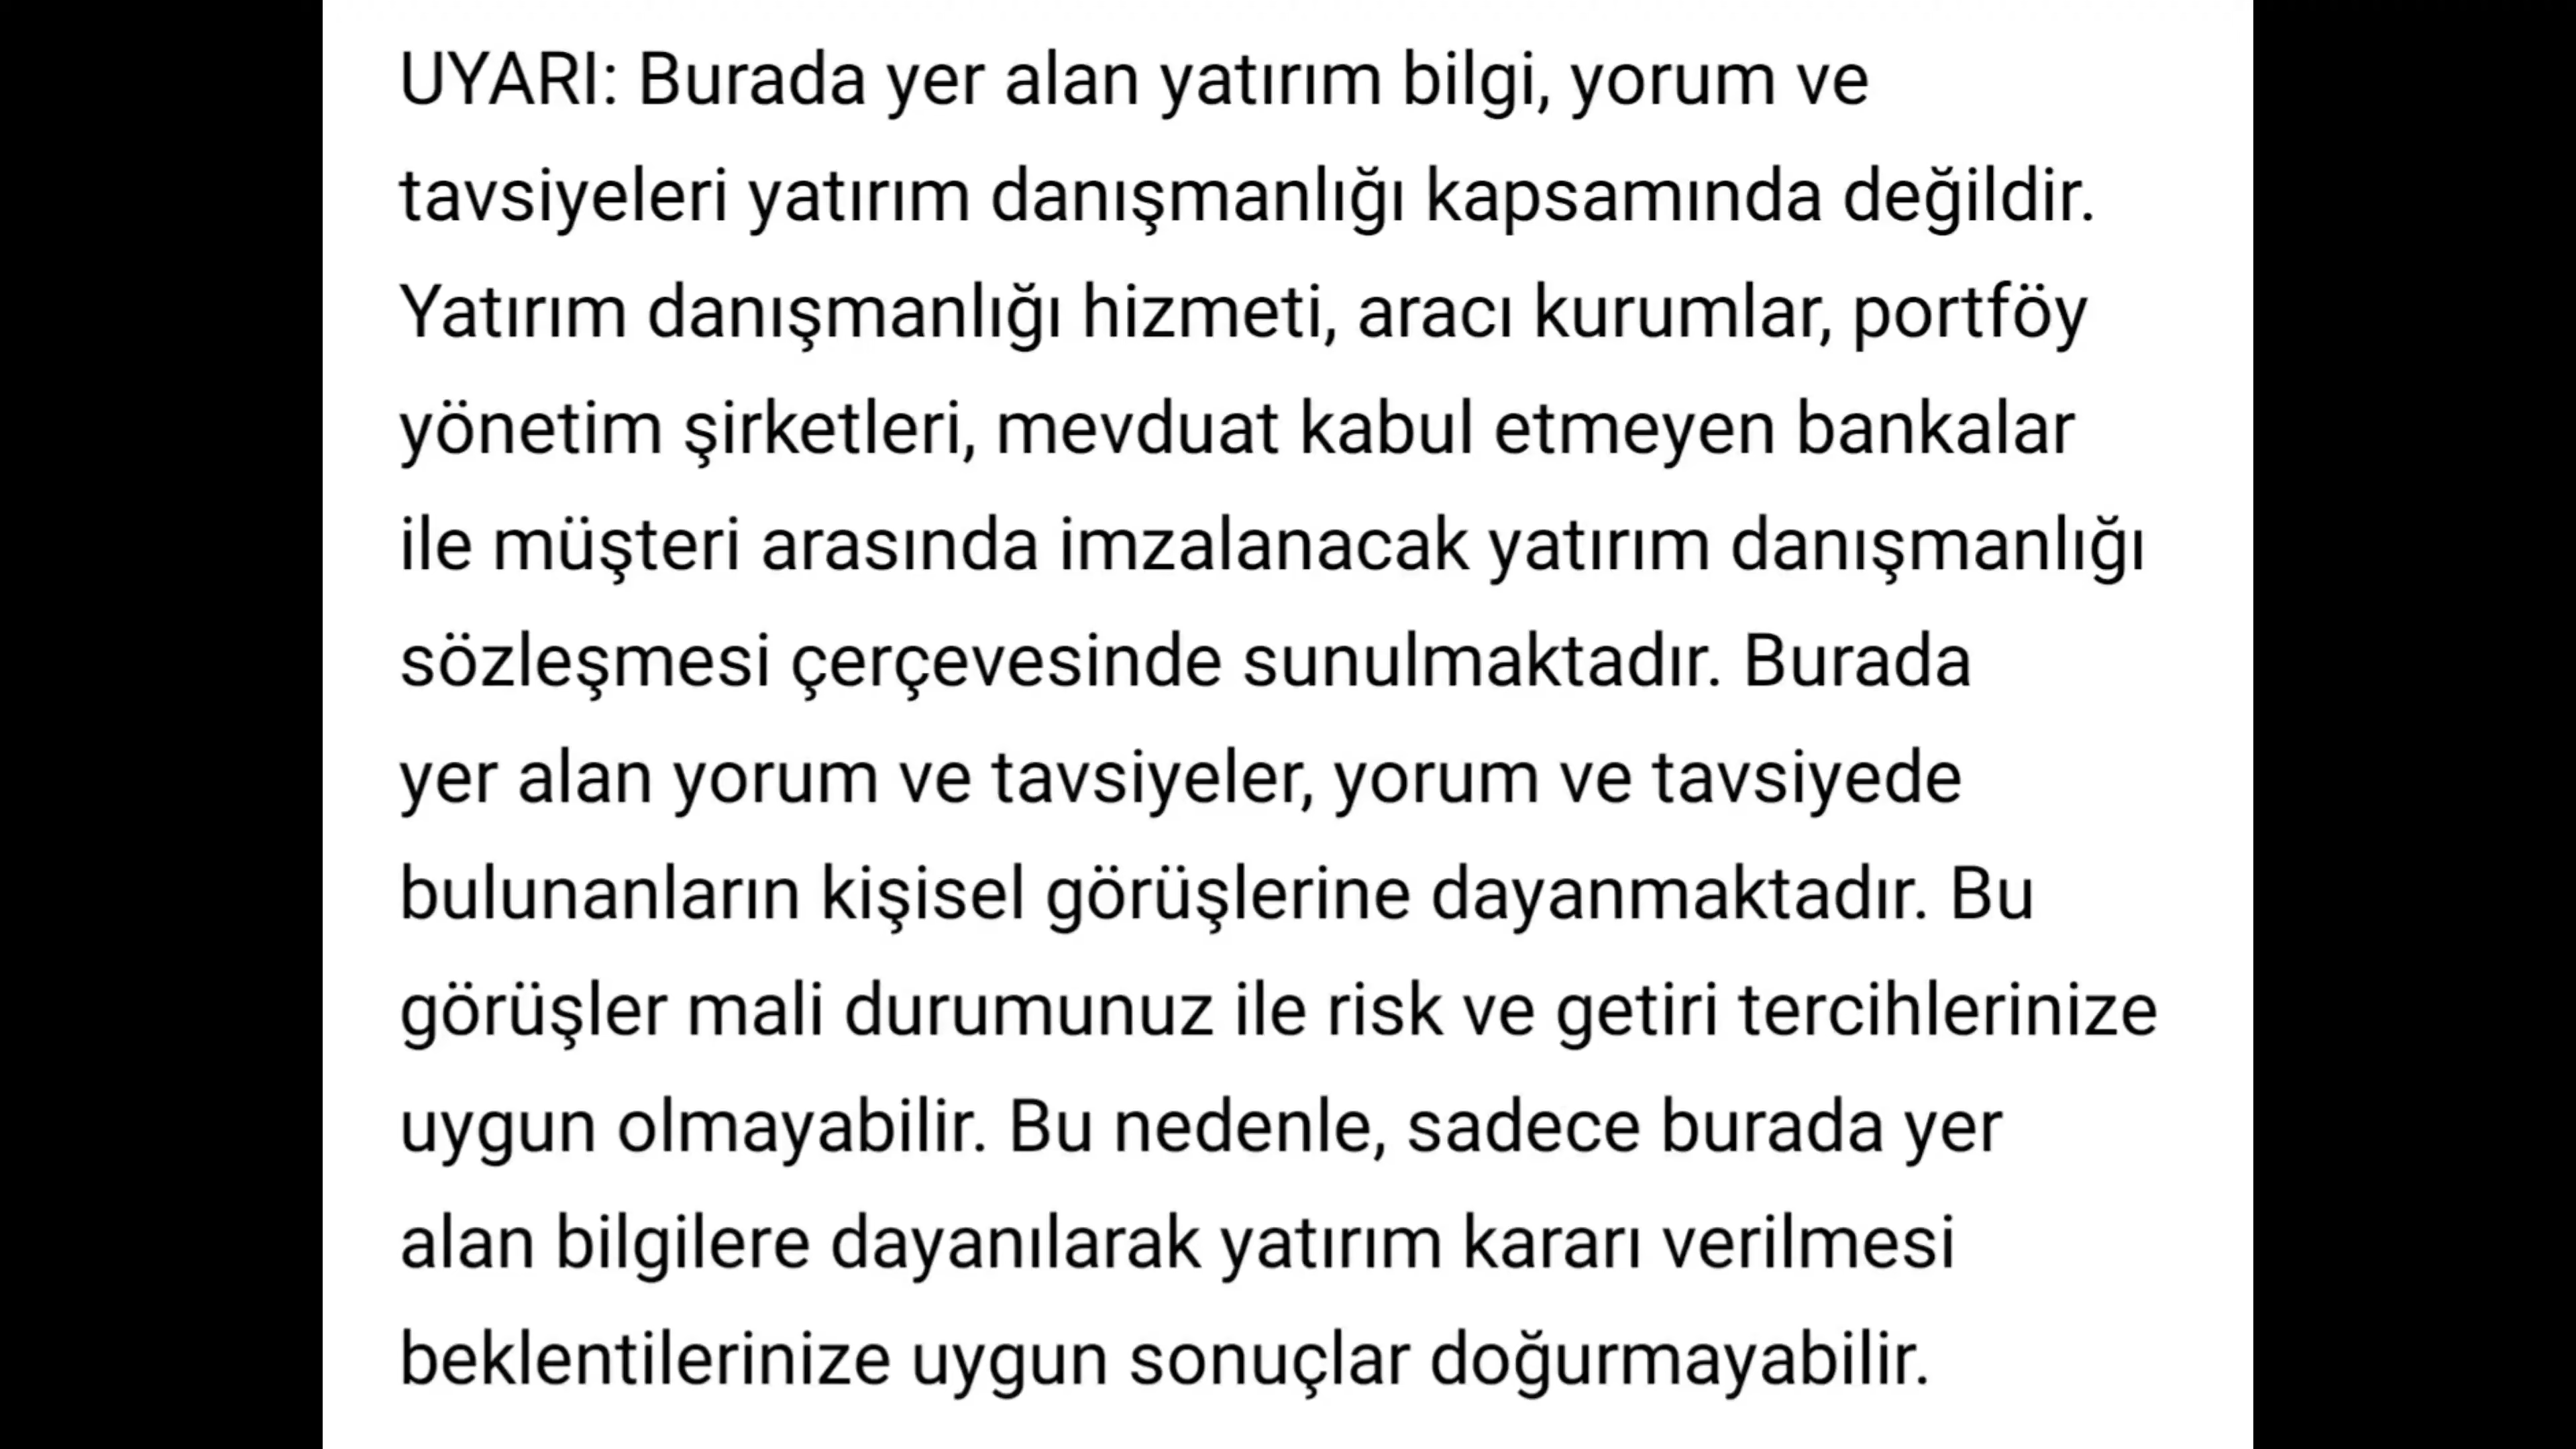 UYARI: Burada yer alan yatırım bilgi, yorum ve
tavsiyeleri yatırım danışmanlığı kapsamında değildir.
Yatırım danışmanlığı hizmeti, aracı kurumlar, portföy
yönetim şirketleri, mevduat kabul etmeyen bankalar
ile müşteri arasında imzalanacak yatırım danışmanlığı
sözleşmesi çerçevesinde sunulmaktadır. Burada
yer alan yorum ve tavsiyeler, yorum ve tavsiyede
bulunanların kişisel görüşlerine dayanmaktadır. Bu
görüşler mali durumunuz ile risk ve getiri tercihlerinize
uygun olmayabilir. Bu nedenle, sadece burada yer
alan bilgilere dayanılarak yatırım kararı verilmesi
beklentilerinize uygun sonuçlar doğurmayabilir.